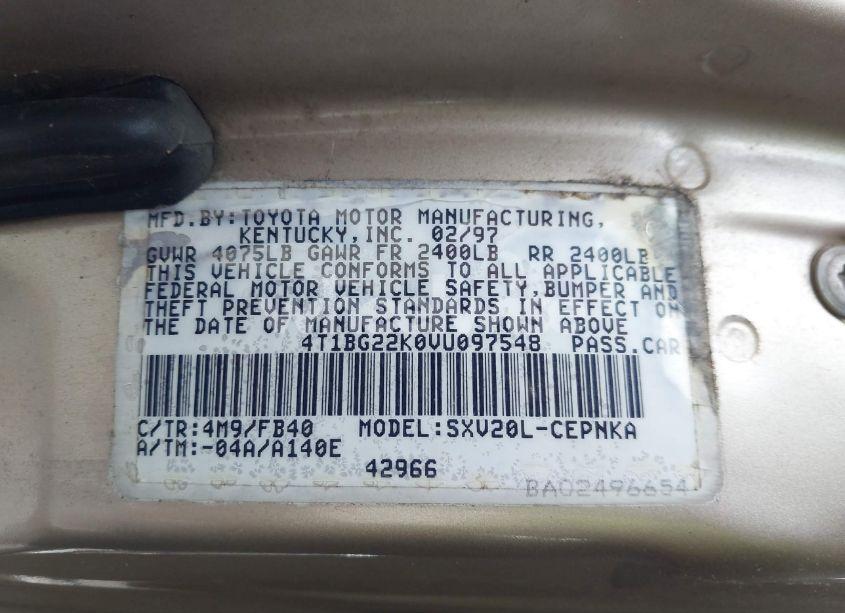 MFD.BY:TOYOTA MOTOR MANUFACTURING,
KENTUCKY,INC. 02/97
GVWR 4075LB GAWR FR 2400LB RR 2400LB
THIS VEHICLE CONFORMS TO ALL APPLICABLE
FEDERAL MOTOR VEHICLE SAFETY,BUMPER AND
THEFT PREVENTION STANDARDS IN EFFECT ON
THE DATE OF MANUFACTURE SHOWN ABOVE
4T1BG22K0VU097548 PASS.CAR
C/TR:4M9/FB40 MODEL:SXV20L-CEPNKA
A/TM:-04A/A140E
42966
BA02496654